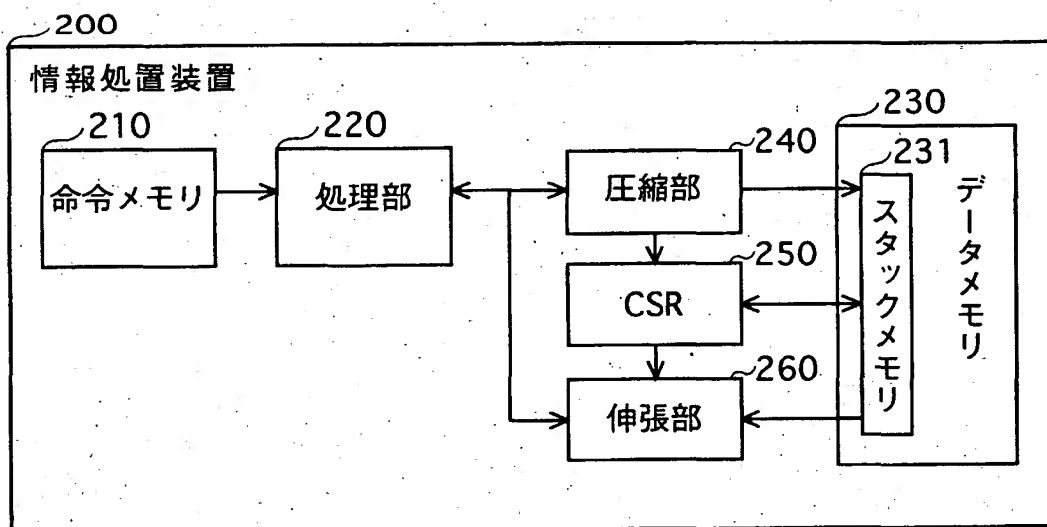 200
情報処置装置
210
命令メモリ
220
処理部
240
圧縮部
250
CSR
260
伸張部
230
231
スタックメモリ
データメモリ